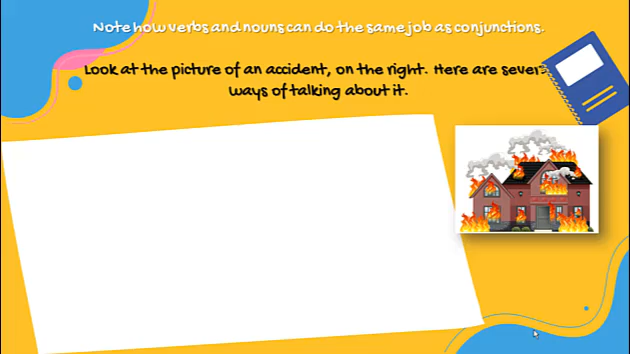 Note how verbs and nouns can do the same job as conjunctions.
Look at the picture of an accident, on the right. Here are
ways of talking about it.